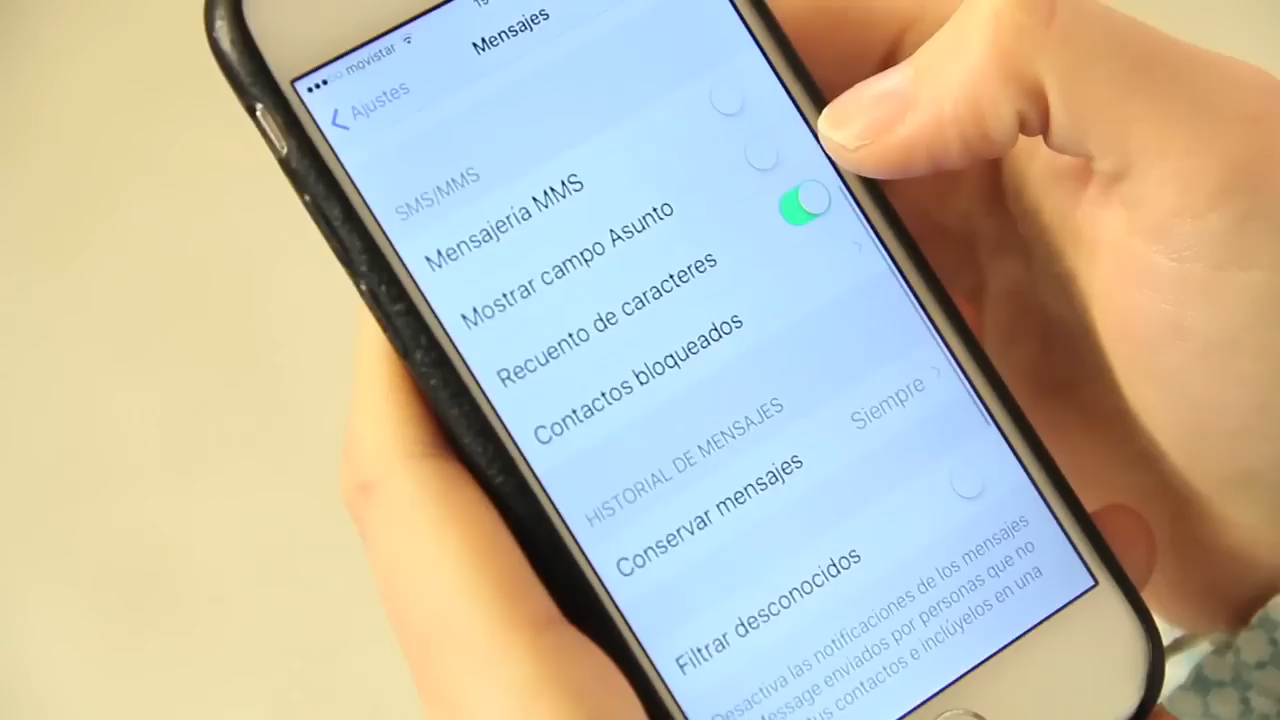 movistar
Mensajes
Ajustes
SMS/MMS
Mensajería MMS
Mostrar campo Asunto
Recuento de caracteres
Contactos bloqueados
HISTORIAL DE MENSAJES
Conservar mensajes Siempre
Filtrar desconocidos
Desactiva las notificaciones de los mensajes
iMessage enviados por personas que no
tus contactos e inclúyelos en una